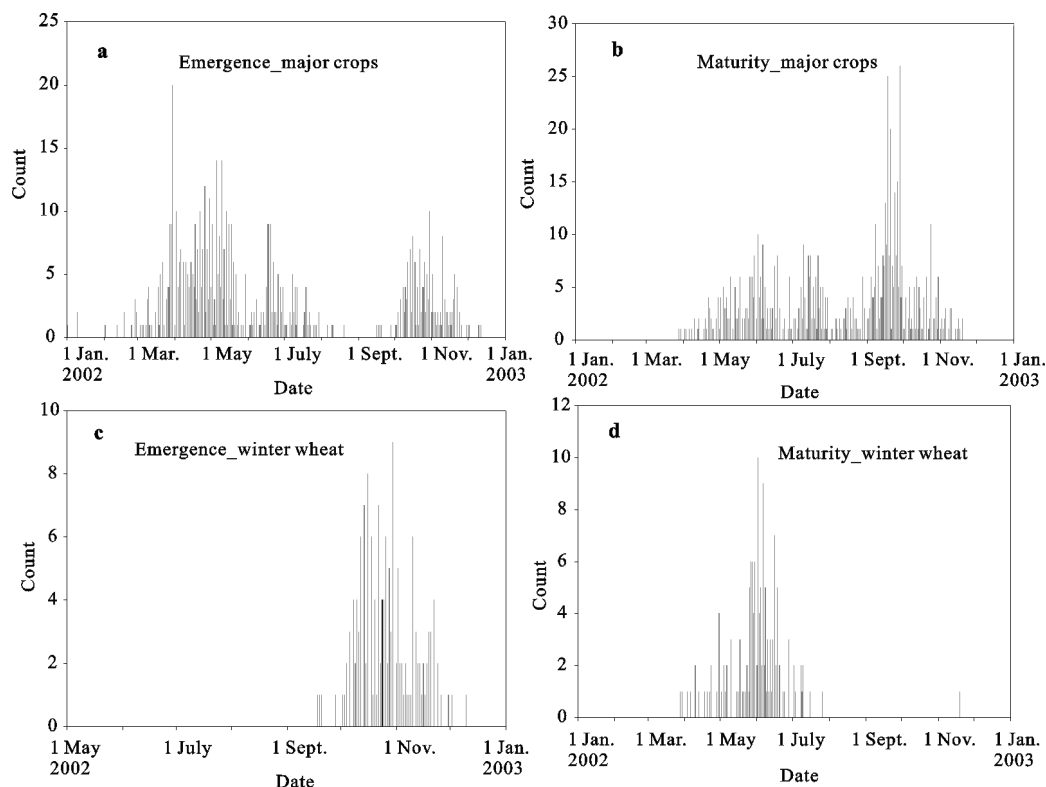 a
Emergence_major crops
25
20
15
10
5
0
Count
1 Jan. 1 Mar. 1 May 1 July 1 Sept. 1 Nov. 1 Jan.
2002 2003
Date
b
Maturity_major crops
30
25
20
15
10
5
0
Count
1 Jan. 1 Mar. 1 May 1 July 1 Sept. 1 Nov. 1 Jan.
2002 2003
Date
c
Emergence_winter wheat
10
8
6
4
2
0
Count
1 May 1 July 1 Sept. 1 Nov. 1 Jan.
2002 2003
Date
d
Maturity_winter wheat
12
10
8
6
4
2
0
Count
1 Jan. 1 Mar. 1 May 1 July 1 Sept. 1 Nov. 1 Jan.
2002 2003
Date